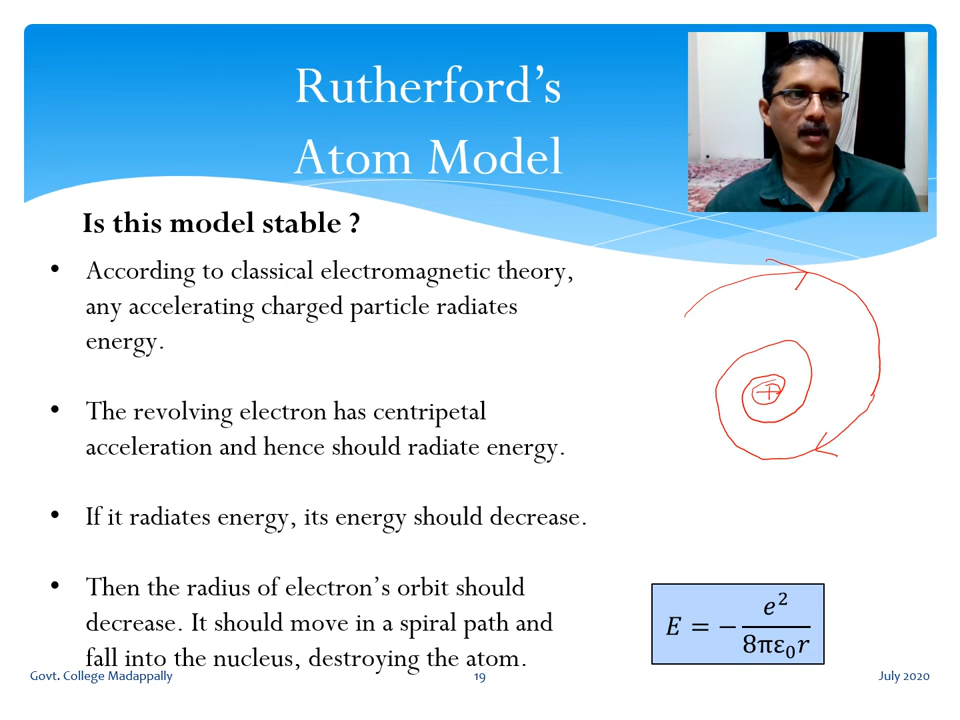 Rutherford's
Atom Model
Is this model stable ?
• According to classical electromagnetic theory,
any accelerating charged particle radiates
energy.
• The revolving electron has centripetal
acceleration and hence should radiate energy.
• If it radiates energy, its energy should decrease.
• Then the radius of electron's orbit should
decrease. It should move in a spiral path and
fall into the nucleus, destroying the atom.
+
E = − e² / 8πε₀r
Govt. College Madappally 19 July 2020